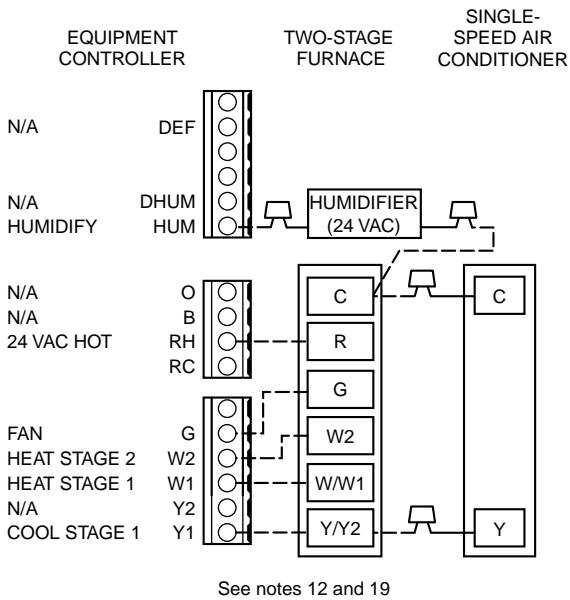 EQUIPMENT
CONTROLLER
TWO-STAGE
FURNACE
SINGLE-
SPEED AIR
CONDITIONER
N/A DEF
N/A DHUM
HUMIDIFY HUM
HUMIDIFIER
(24 VAC)
N/A O
N/A B
24 VAC HOT RH
RC
C
R
G
W2
W/W1
Y/Y2
C
Y
FAN G
HEAT STAGE 2 W2
HEAT STAGE 1 W1
N/A Y2
COOL STAGE 1 Y1
See notes 12 and 19